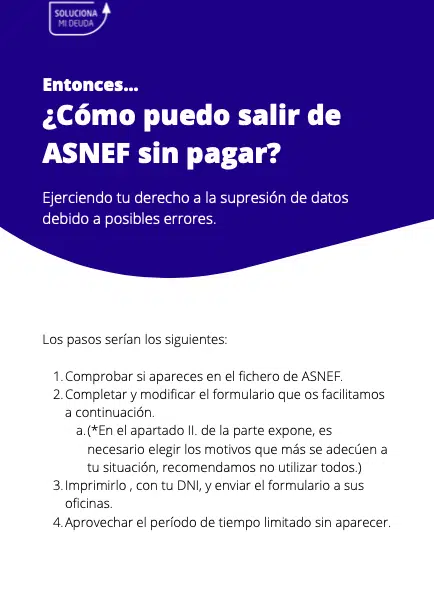 SOLUCIONA
MI DEUDA
Entonces...
¿Cómo puedo salir de
ASNEF sin pagar?
Ejerciendo tu derecho a la supresión de datos
debido a posibles errores.
Los pasos serían los siguientes:
1. Comprobar si apareces en el fichero de ASNEF.
2. Completar y modificar el formulario que os facilitamos
a continuación.
a. (*En el apartado II. de la parte expone, es
necesario elegir los motivos que más se adecúen a
tu situación, recomendamos no utilizar todos.)
3. Imprimirlo , con tu DNI, y enviar el formulario a sus
oficinas.
4. Aprovechar el período de tiempo limitado sin aparecer.